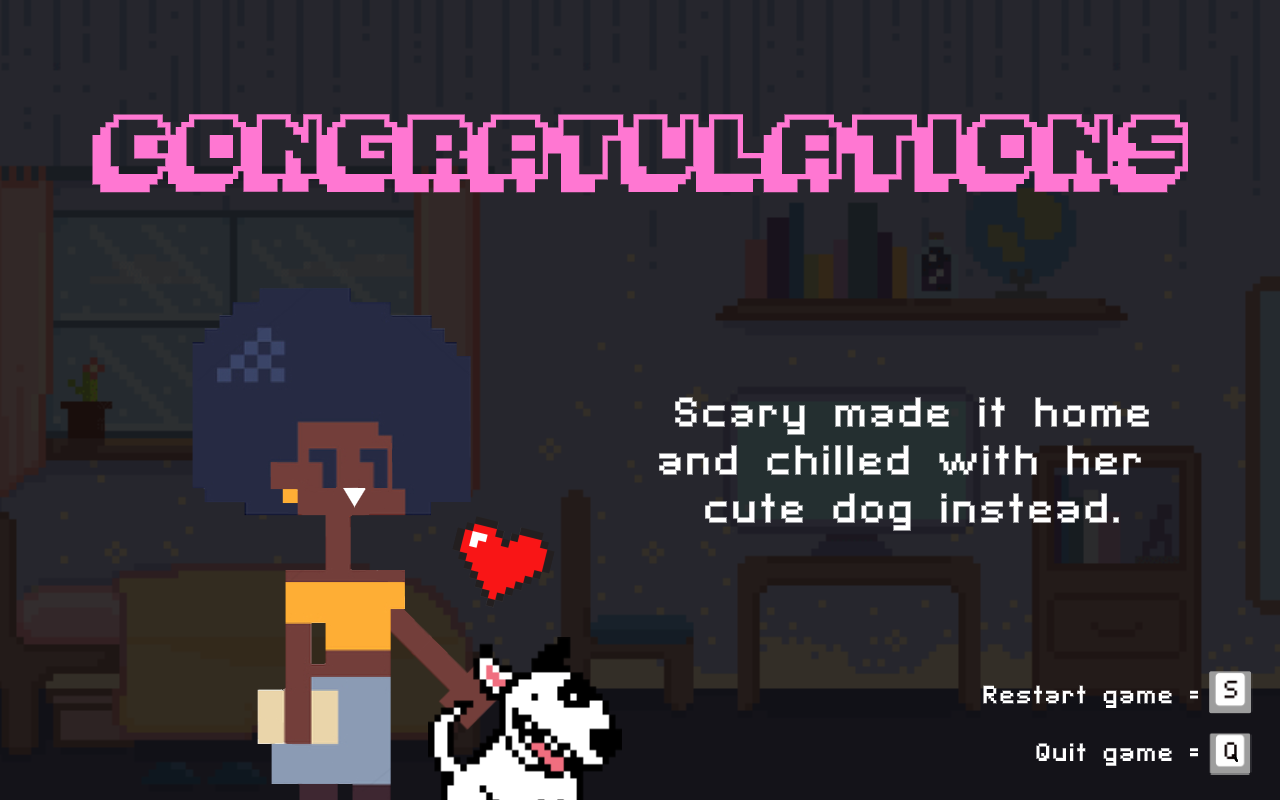 CONGRATULATIONS
Scary made it home
and chilled with her
cute dog instead.
Restart game = S
Quit game = Q